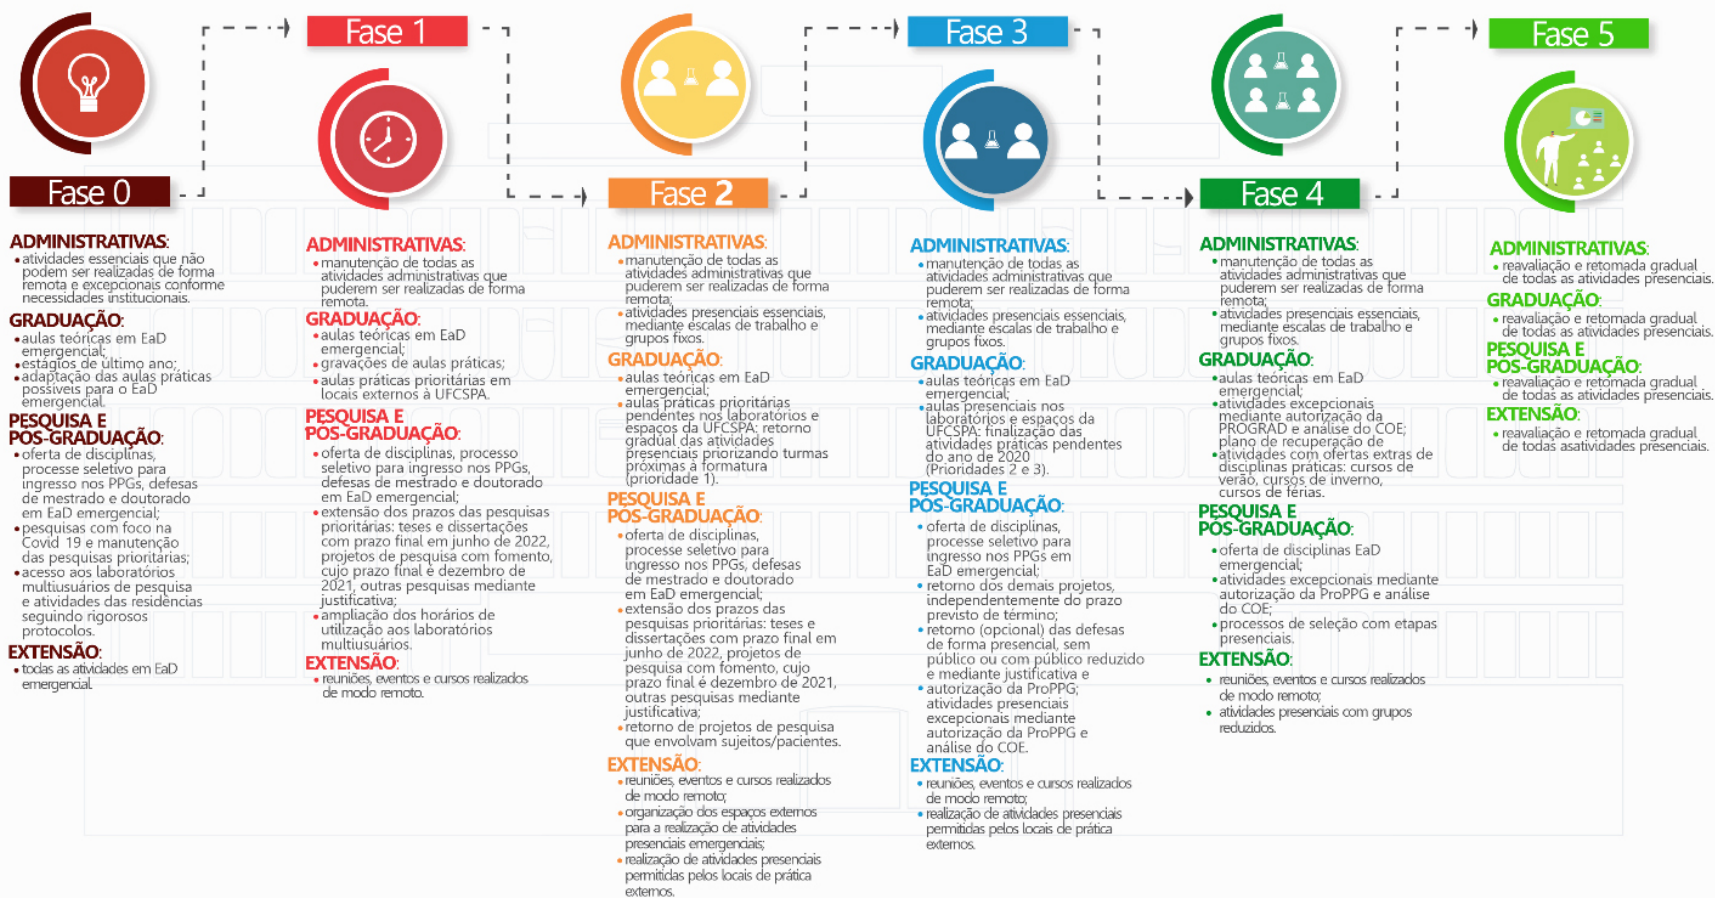 Fase 0
ADMINISTRATIVAS:
• atividades essenciais que não
podem ser realizadas de forma
remota e excepcionais conforme
necessidades institucionais.
GRADUAÇÃO:
• aulas teóricas em EaD
emergencial;
• estágios de último ano;
• adaptação das aulas práticas
possíveis para o EaD
emergencial.
PESQUISA E
PÓS-GRADUAÇÃO:
• oferta de disciplinas,
processe seletivo para
ingresso nos PPGs, defesas
de mestrado e doutorado
em EaD emergencial;
• pesquisas com foco na
Covid 19 e manutenção
das pesquisas prioritárias;
• acesso aos laboratórios
multiusuários de pesquisa
e atividades das residências
seguindo rigorosos
protocolos.
EXTENSÃO:
• todas as atividades em EaD
emergencial.
Fase 1
ADMINISTRATIVAS:
• manutenção de todas as
atividades administrativas que
puderem ser realizadas de forma
remota.
GRADUAÇÃO:
• aulas teóricas em EaD
emergencial;
• gravações de aulas práticas;
• aulas práticas prioritárias em
locais externos à UFCSPA.
PESQUISA E
PÓS-GRADUAÇÃO:
• oferta de disciplinas, processo
seletivo para ingresso nos PPGs,
defesas de mestrado e doutorado
em EaD emergencial;
• extensão dos prazos das pesquisas
prioritárias: teses e dissertações
com prazo final em junho de 2022,
projetos de pesquisa com fomento,
cujo prazo final é dezembro de
2021, outras pesquisas mediante
justificativa;
• ampliação dos horários de
utilização aos laboratórios
multiusuários.
EXTENSÃO:
• reuniões, eventos e cursos realizados
de modo remoto.
Fase 2
ADMINISTRATIVAS:
• manutenção de todas as
atividades administrativas que
puderem ser realizadas de forma
remota;
• atividades presenciais essenciais,
mediante escalas de trabalho e
grupos fixos.
GRADUAÇÃO:
• aulas teóricas em EaD
emergencial;
• aulas práticas prioritárias
pendentes nos laboratórios e
espaços da UFCSPA: retorno
gradual das atividades
presenciais priorizando turmas
próximas à formatura
(prioridade 1).
PESQUISA E
PÓS-GRADUAÇÃO:
• oferta de disciplinas,
processe seletivo para
ingresso nos PPGs, defesas
de mestrado e doutorado
em EaD emergencial;
• extensão dos prazos das
pesquisas prioritárias: teses e
dissertações com prazo final em
junho de 2022, projetos de
pesquisa com fomento, cujo
prazo final é dezembro de 2021,
outras pesquisas mediante
justificativa;
• retorno de projetos de pesquisa
que envolvam sujeitos/pacientes.
EXTENSÃO:
• reuniões, eventos e cursos realizados
de modo remoto;
• organização dos espaços externos
para a realização de atividades
presenciais emergenciais;
• realização de atividades presenciais
permitidas pelos locais de prática
externos.
Fase 3
ADMINISTRATIVAS:
• manutenção de todas as
atividades administrativas que
puderem ser realizadas de forma
remota;
• atividades presenciais essenciais,
mediante escalas de trabalho e
grupos fixos.
GRADUAÇÃO:
• aulas teóricas em EaD
emergencial;
• aulas presenciais nos
laboratórios e espaços da
UFCSPA: finalização das
atividades práticas pendentes
do ano de 2020
(Prioridades 2 e 3).
PESQUISA E
PÓS-GRADUAÇÃO:
• oferta de disciplinas,
processe seletivo para
ingresso nos PPGs em
EaD emergencial;
• retorno dos demais projetos,
independentemente do prazo
previsto de término;
• retorno (opcional) das defesas
de forma presencial, sem
público ou com público reduzido
e mediante justificativa e
• autorização da ProPPG;
atividades presenciais
excepcionais mediante
autorização da ProPPG e
análise do COE.
EXTENSÃO:
• reuniões, eventos e cursos realizados
de modo remoto;
• realização de atividades presenciais
permitidas pelos locais de prática
externos.
Fase 4
ADMINISTRATIVAS:
• manutenção de todas as
atividades administrativas que
puderem ser realizadas de forma
remota;
• atividades presenciais essenciais,
mediante escalas de trabalho e
grupos fixos.
GRADUAÇÃO:
• aulas teóricas em EaD
emergencial;
• atividades excepcionais
mediante autorização da
PROGRAD e análise do COE;
plano de recuperação de
• atividades com ofertas extras de
disciplinas práticas: cursos de
verão, cursos de inverno,
cursos de férias.
PESQUISA E
PÓS-GRADUAÇÃO:
• oferta de disciplinas EaD
emergencial;
• atividades excepcionais mediante
autorização da ProPPG e análise
do COE;
• processos de seleção com etapas
presenciais.
EXTENSÃO:
• reuniões, eventos e cursos realizados
de modo remoto;
• atividades presenciais com grupos
reduzidos.
Fase 5
ADMINISTRATIVAS:
• reavaliação e retomada gradual
de todas as atividades presenciais.
GRADUAÇÃO:
• reavaliação e retomada gradual
de todas as atividades presenciais.
PESQUISA E
PÓS-GRADUAÇÃO:
• reavaliação e retomada gradual
de todas as atividades presenciais.
EXTENSÃO:
• reavaliação e retomada gradual
de todas asatividades presenciais.